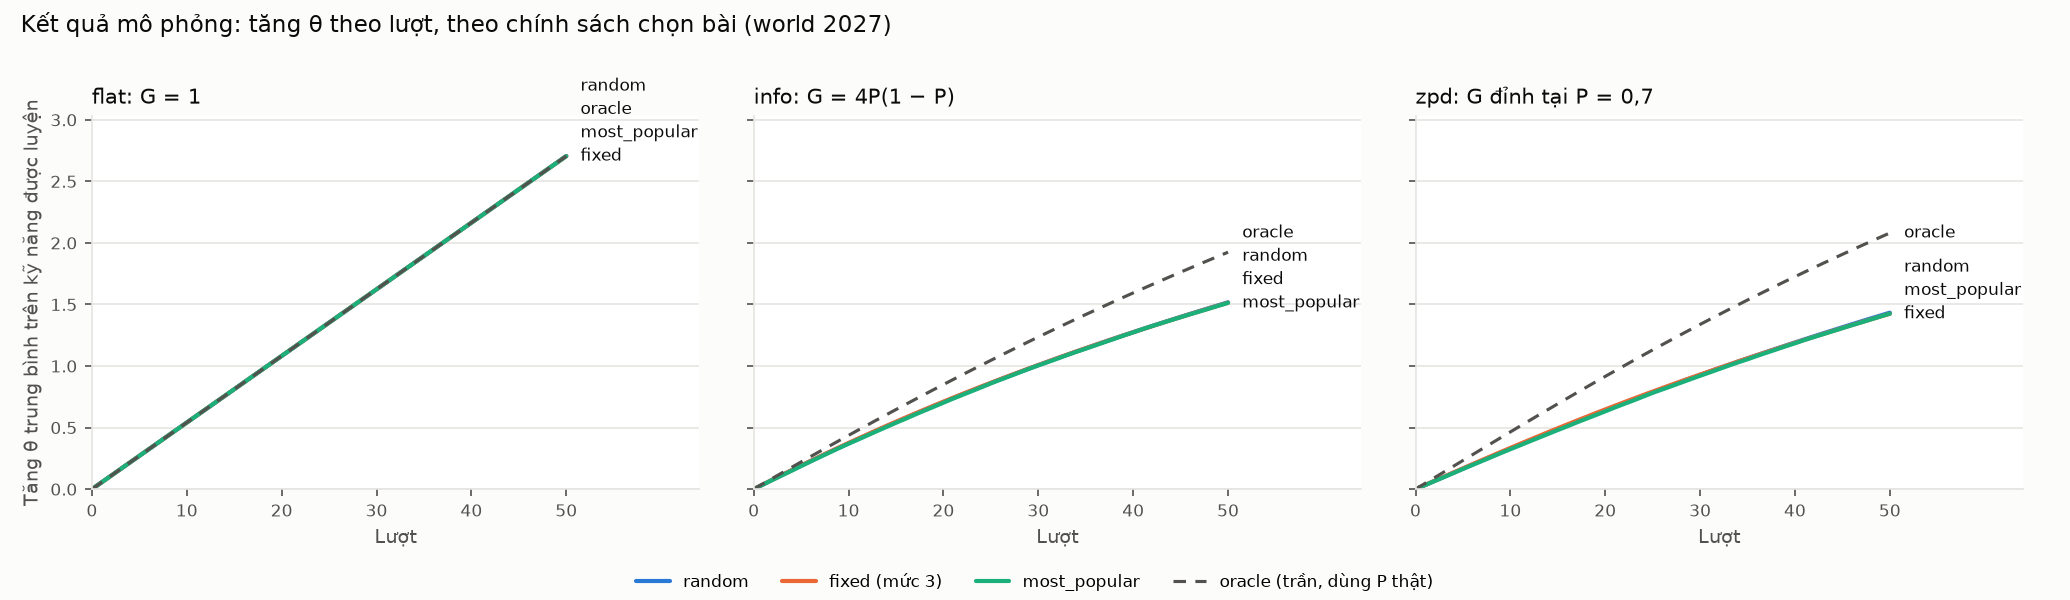 Kết quả mô phỏng: tăng θ theo lượt, theo chính sách chọn bài (world 2027)
Tăng θ trung bình trên kỹ năng được luyện
flat: G = 1
3.0
2.5
2.0
1.5
1.0
0.5
0.0
random
oracle
most_popular
fixed
0 10 20 30 40 50
Lượt
info: G = 4P(1 − P)
oracle
random
fixed
most_popular
0 10 20 30 40 50
Lượt
zpd: G đỉnh tại P = 0,7
oracle
random
most_popular
fixed
0 10 20 30 40 50
Lượt
random fixed (mức 3) most_popular oracle (trần, dùng P thật)